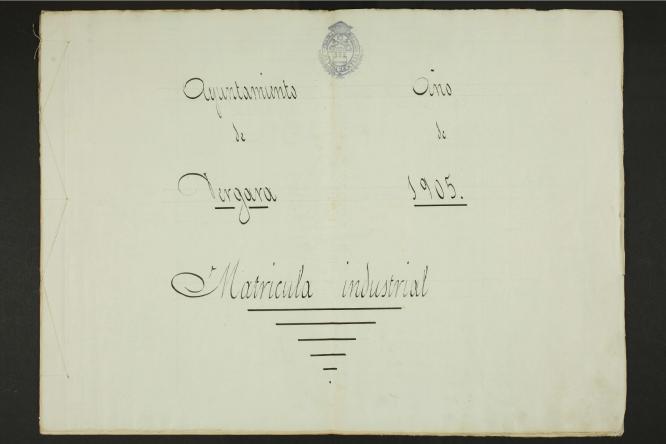 Ayuntamiento
de
Vergara
Año
de
1905.
Matrícula industrial